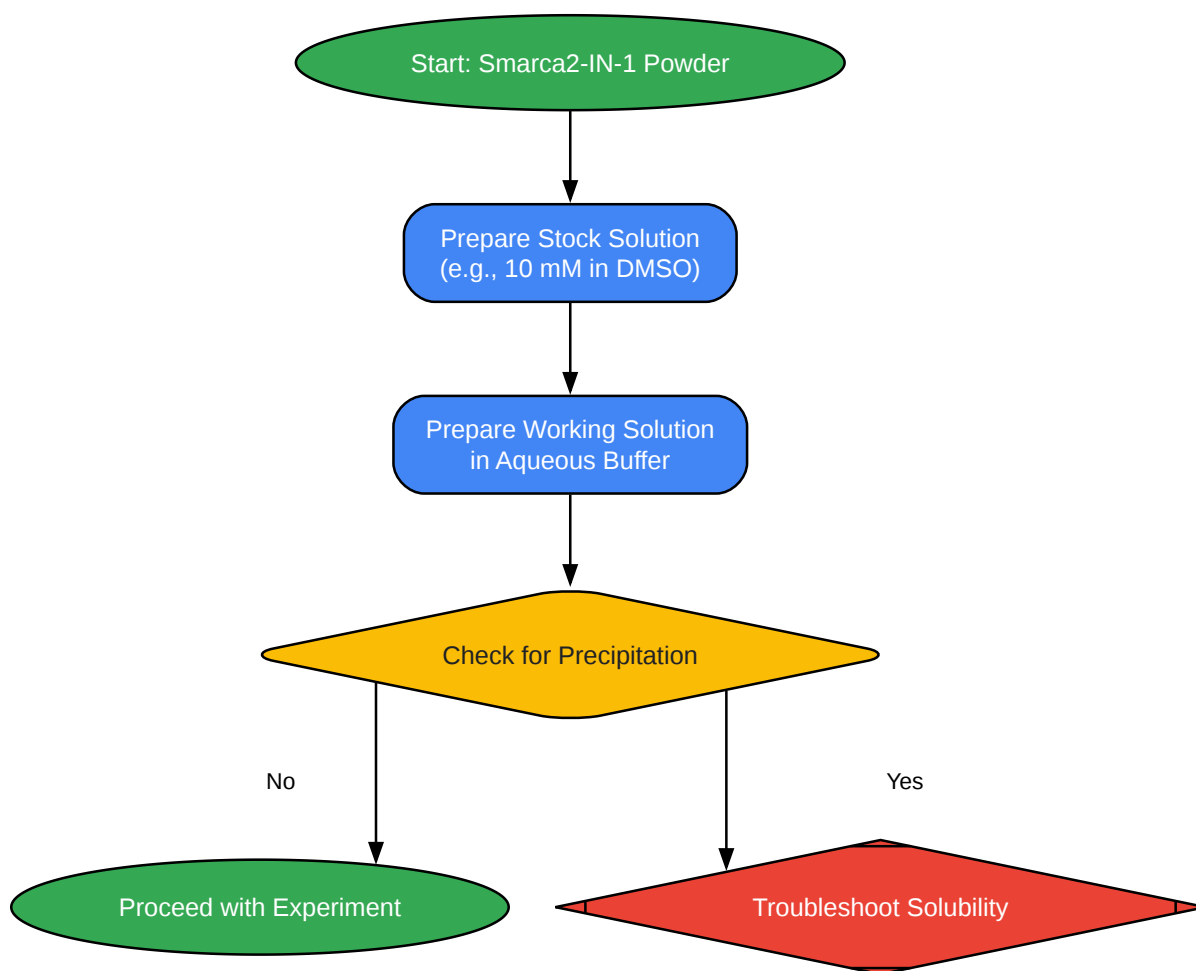 Start: Smarca2-IN-1 Powder
Prepare Stock Solution
(e.g., 10 mM in DMSO)
Prepare Working Solution
in Aqueous Buffer
Check for Precipitation
No
Yes
Proceed with Experiment
Troubleshoot Solubility